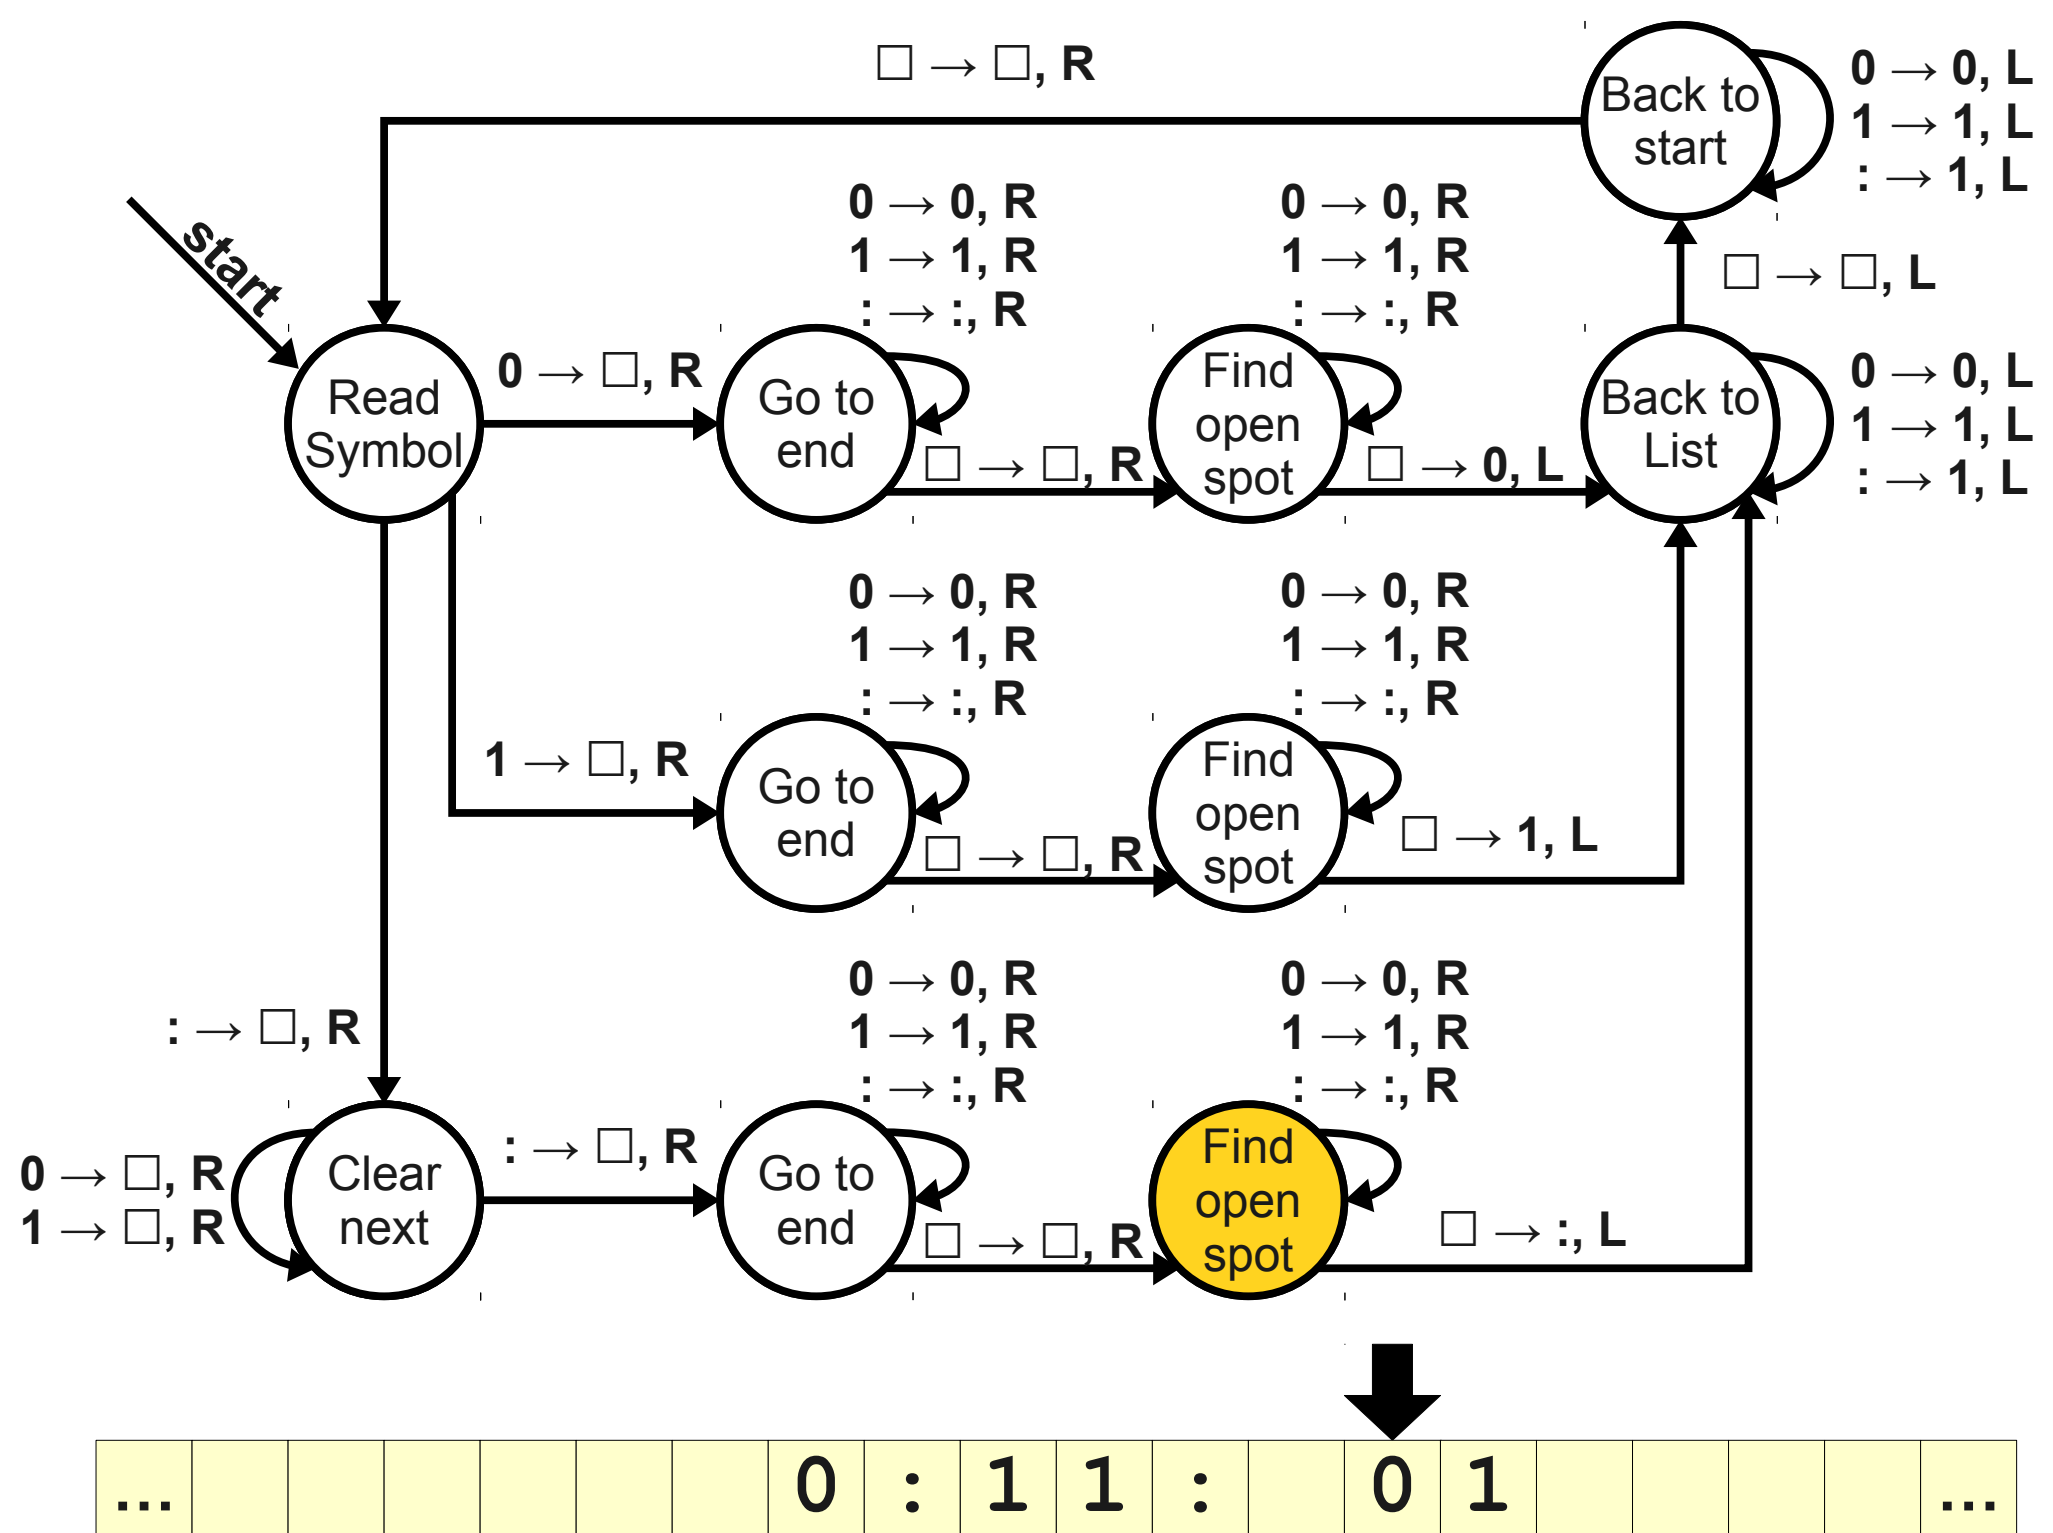 □ → □, R
Back to
start
0 → 0, L
1 → 1, L
: → 1, L
start
0 → 0, R
1 → 1, R
: → :, R
0 → 0, R
1 → 1, R
: → :, R
□ → □, L
Read
Symbol
0 → □, R
Go to
end
□ → □, R
Find
open
spot
□ → 0, L
Back to
List
0 → 0, L
1 → 1, L
: → 1, L
0 → 0, R
1 → 1, R
: → :, R
0 → 0, R
1 → 1, R
: → :, R
1 → □, R
Go to
end
□ → □, R
Find
open
spot
□ → 1, L
: → □, R
0 → 0, R
1 → 1, R
: → :, R
0 → 0, R
1 → 1, R
: → :, R
0 → □, R
1 → □, R
Clear
next
: → □, R
Go to
end
□ → □, R
Find
open
spot
□ → :, L
... 0 : 1 1 : 0 1 ...